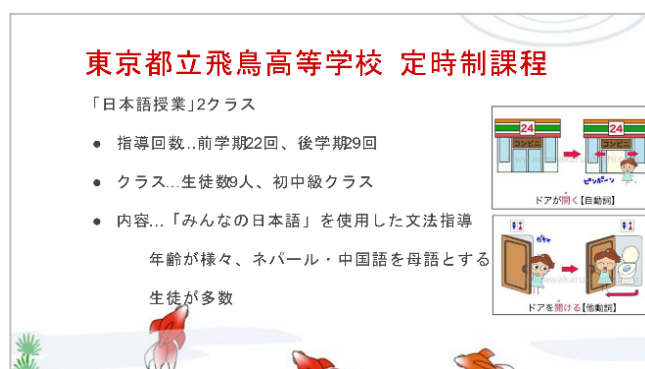 東京都立飛鳥高等学校 定時制課程
「日本語授業」2クラス
● 指導回数…前学期22回、後学期29回
● クラス…生徒数9人、初中級クラス
● 内容…「みんなの日本語」を使用した文法指導
年齢が様々、ネパール・中国語を母語とする
生徒が多数
24 24
コンビニ コンビニ
ピンポーン
ドアが開く【自動詞】
ガチャ
ドアを開ける【他動詞】